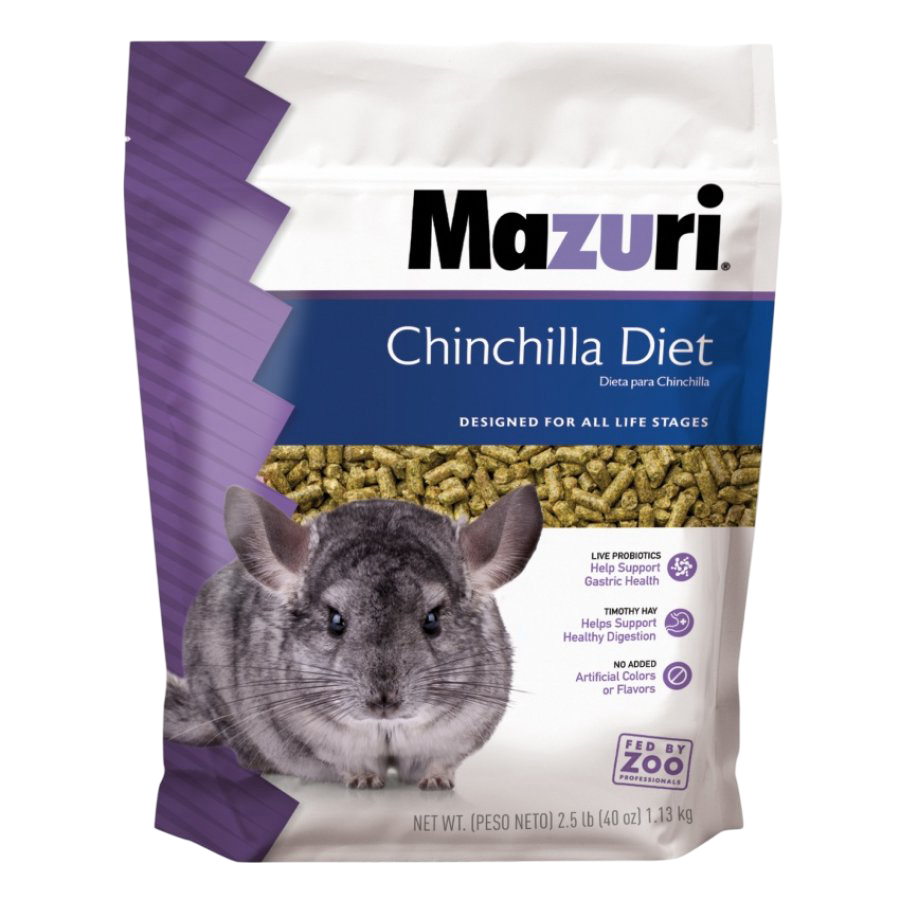 Mazuri®
Chinchilla Diet
Dieta para Chinchilla
DESIGNED FOR ALL LIFE STAGES
LIVE PROBIOTICS
Help Support
Gastric Health
TIMOTHY HAY
Helps Support
Healthy Digestion
NO ADDED
Artificial Colors
or Flavors
FED BY
ZOO
PROFESSIONALS
NET WT. (PESO NETO) 2.5 lb (40 oz) 1.13 kg